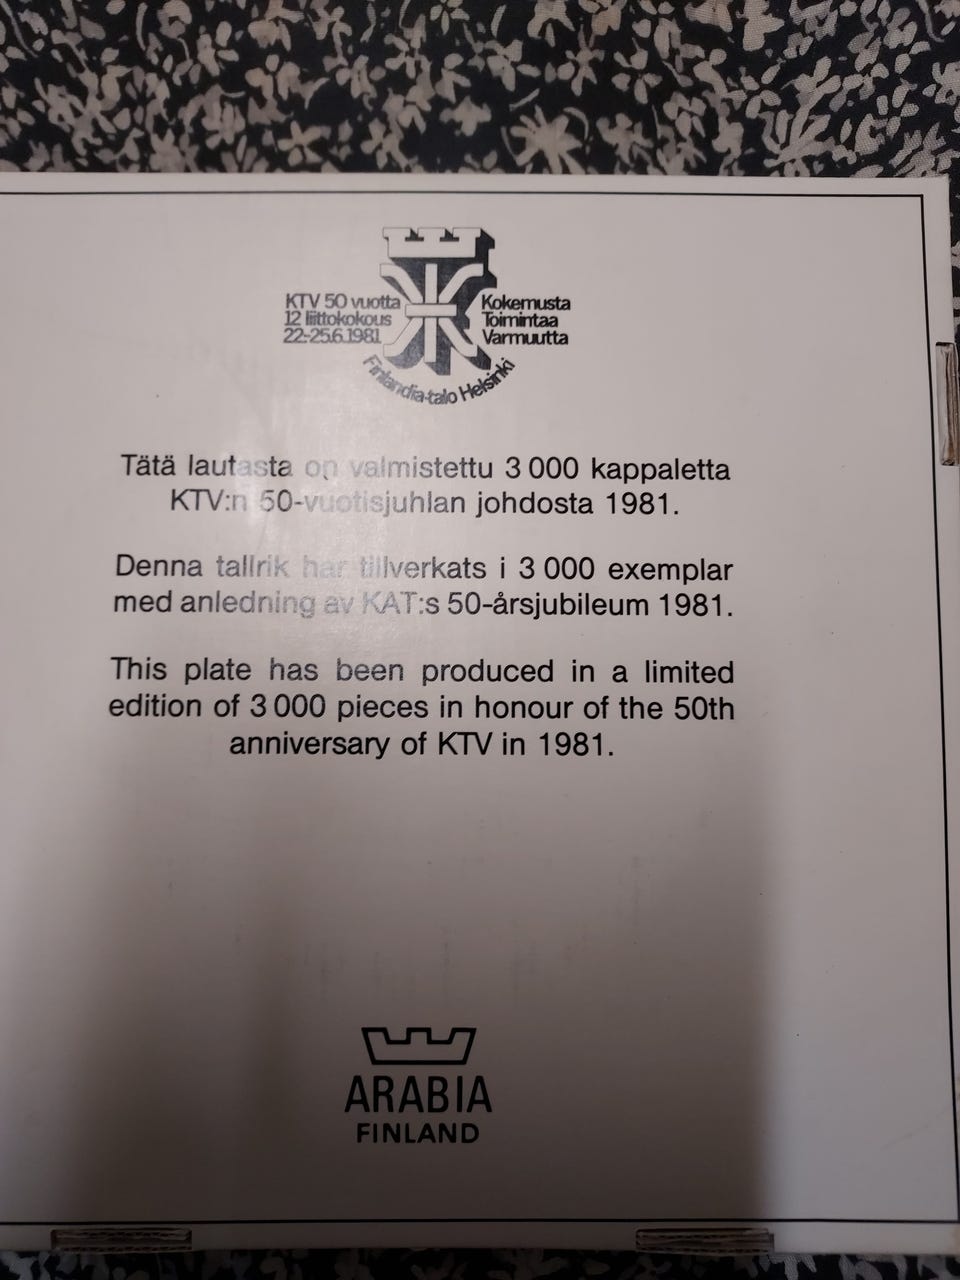 KTV 50 vuotta
12 liittokokous
22.-25.6.1981
Kokemusta
Toimintaa
Varmuutta
Finlandia-talo Helsinki
Tätä lautasta on valmistettu 3 000 kappaletta
KTV:n 50-vuotisjuhlan johdosta 1981.
Denna tallrik har tillverkats i 3 000 exemplar
med anledning av KAT:s 50-årsjubileum 1981.
This plate has been produced in a limited
edition of 3 000 pieces in honour of the 50th
anniversary of KTV in 1981.
ARABIA
FINLAND